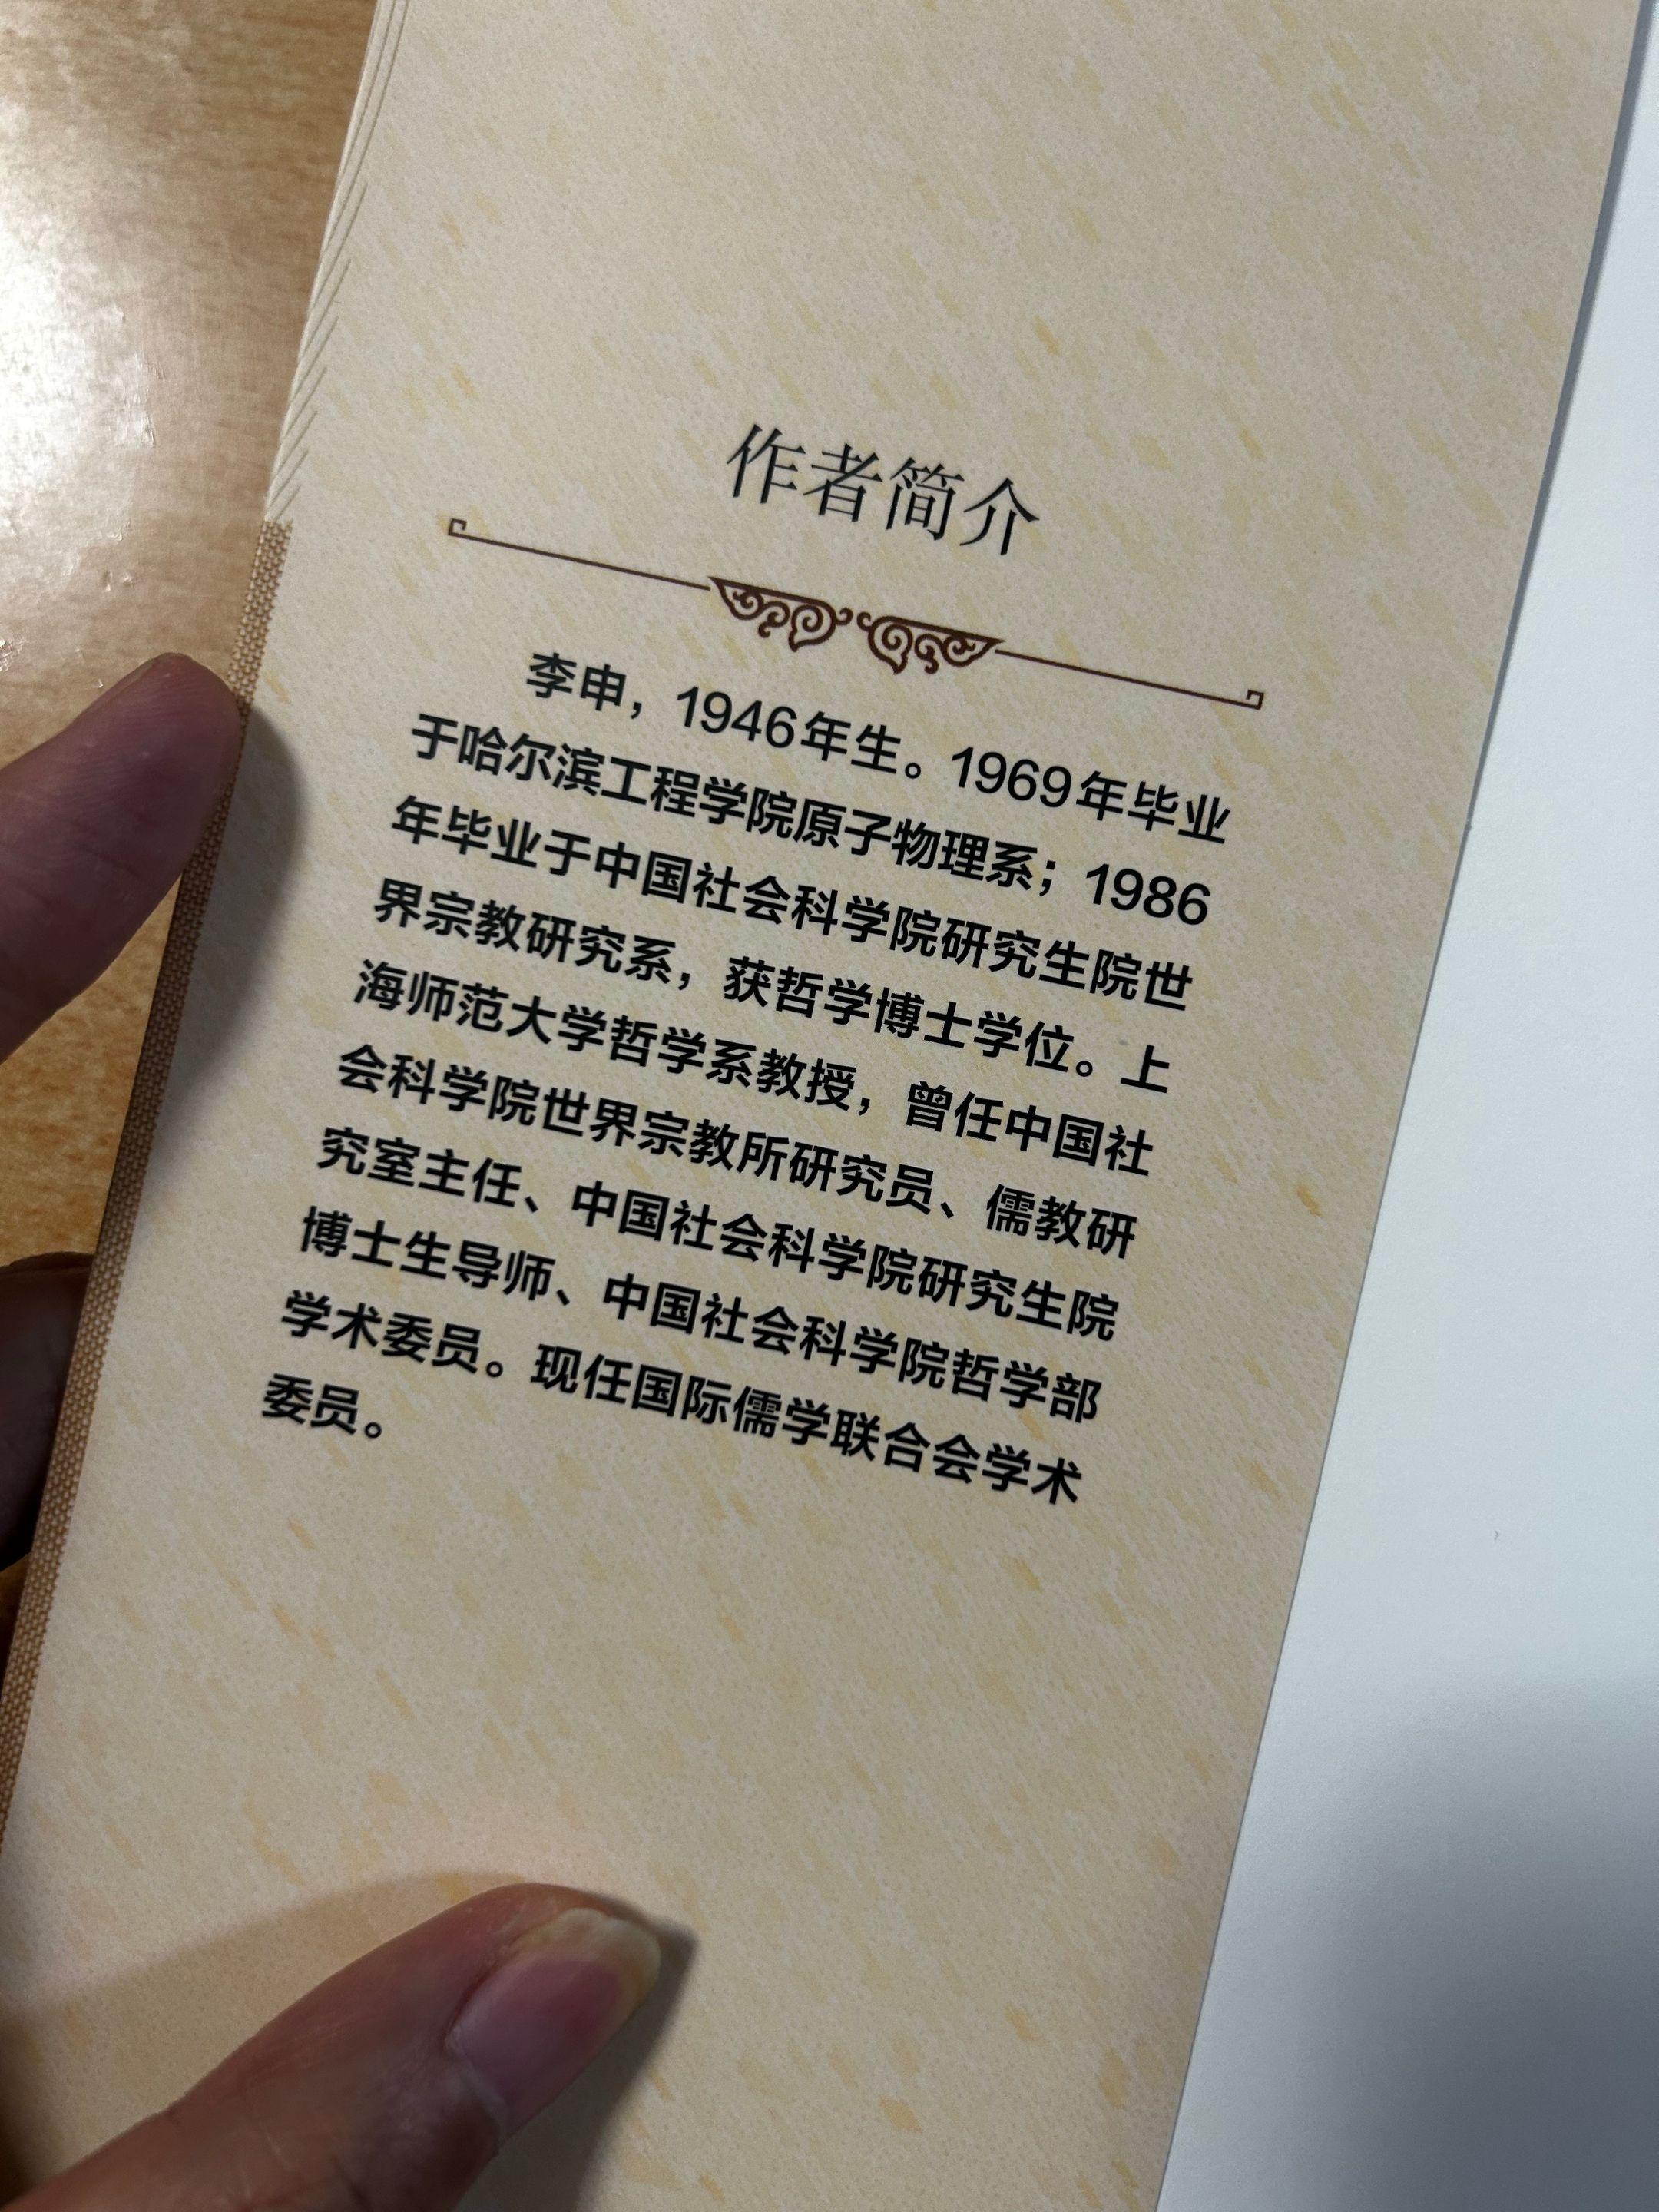 作者简介
李申，1946年生。1969年毕业
于哈尔滨工程学院原子物理系；1986
年毕业于中国社会科学院研究生院世
界宗教研究系，获哲学博士学位。上
海师范大学哲学系教授，曾任中国社
会科学院世界宗教所研究员、儒教研
究室主任、中国社会科学院研究生院
博士生导师、中国社会科学院哲学部
学术委员。现任国际儒学联合会学术
委员。